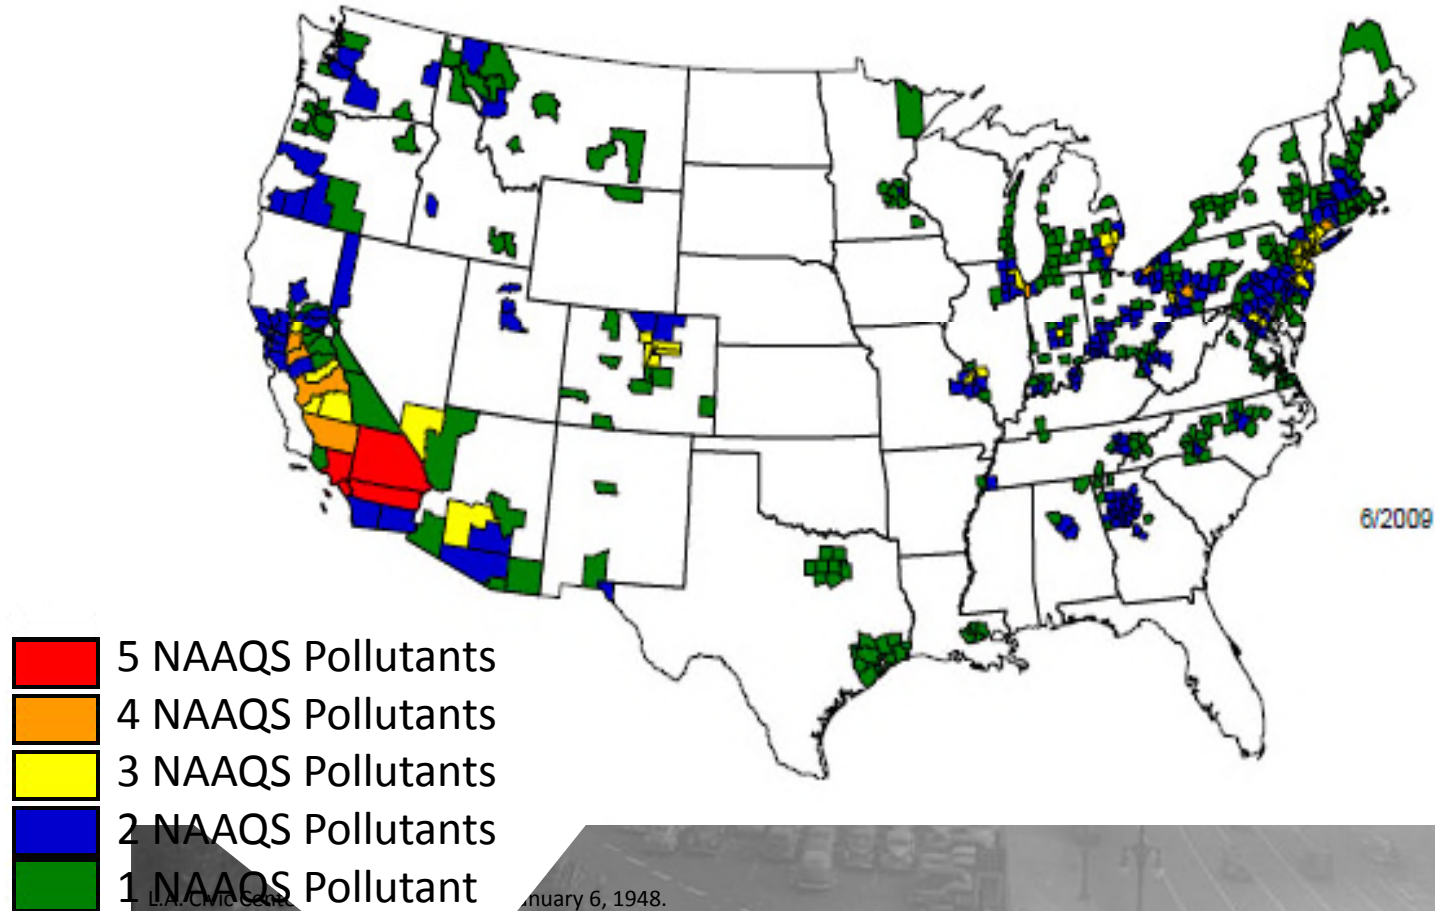 6/2009
5 NAAQS Pollutants
4 NAAQS Pollutants
3 NAAQS Pollutants
2 NAAQS Pollutants
1 NAAQS Pollutant
L.A. Civic 6, 1948.